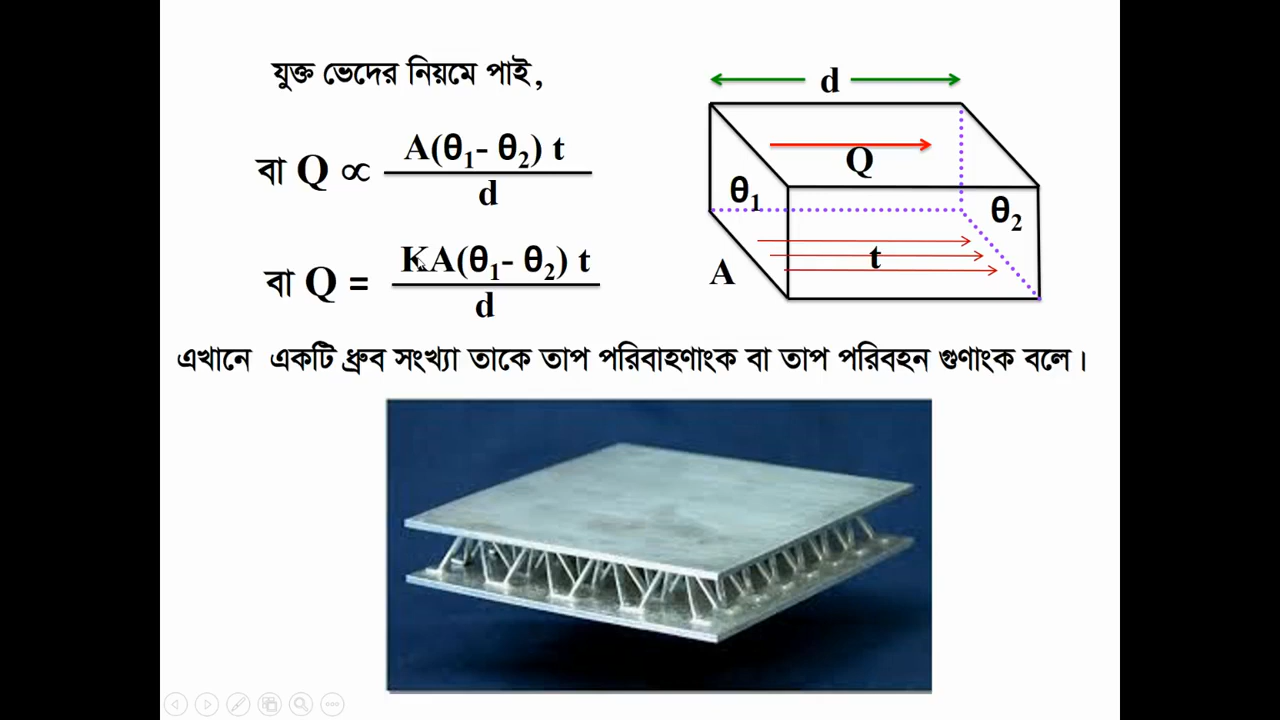 যুক্ত ভেদের নিয়মে পাই,
বা Q ∝ A(θ₁- θ₂) t / d
বা Q = KA(θ₁- θ₂) t / d
d
Q
θ₁
θ₂
t
A
এখানে একটি ধ্রুব সংখ্যা তাকে তাপ পরিবাহণাংক বা তাপ পরিবহন গুণাংক বলে।